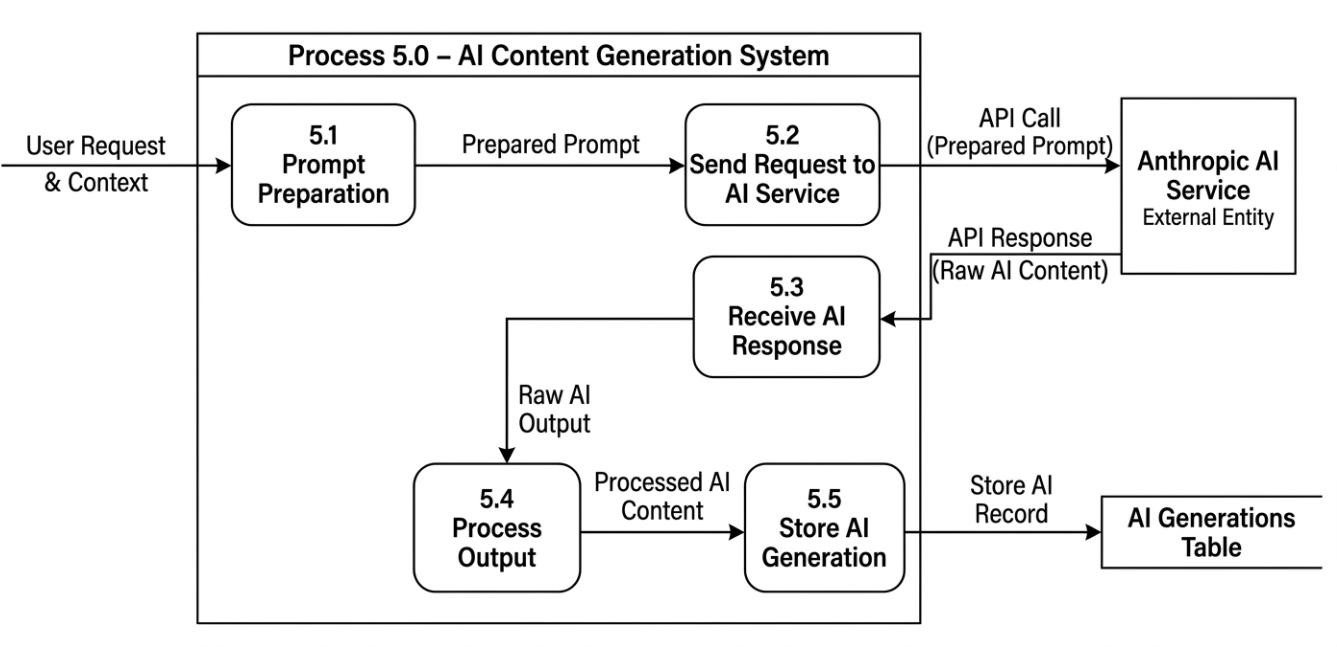 Process 5.0 – AI Content Generation System
User Request
& Context
5.1
Prompt
Preparation
Prepared Prompt
5.2
Send Request to
AI Service
API Call
(Prepared Prompt)
Anthropic AI
Service
External Entity
API Response
(Raw AI Content)
5.3
Receive AI
Response
Raw AI
Output
5.4
Process
Output
Processed AI
Content
5.5
Store AI
Generation
Store AI
Record
AI Generations
Table